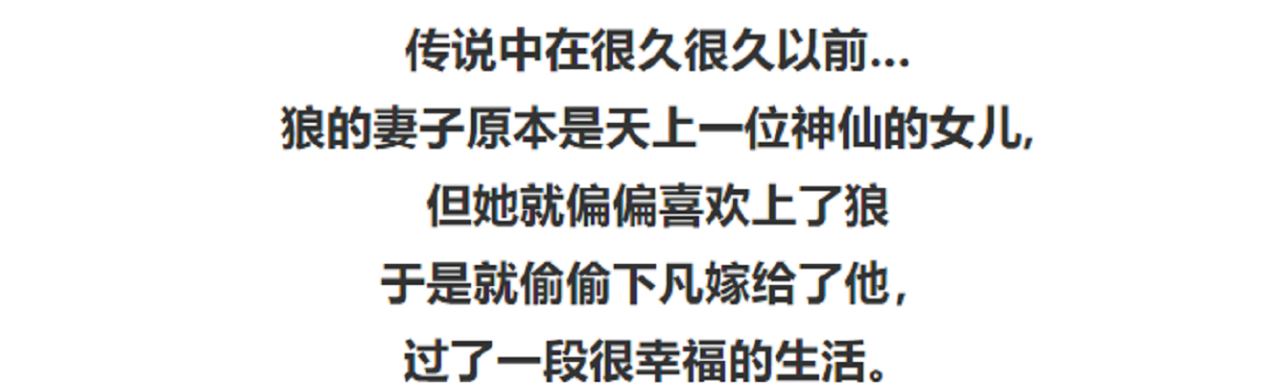 传说中在很久很久以前...
狼的妻子原本是天上一位神仙的女儿,
但她就偏偏喜欢上了狼
于是就偷偷下凡嫁给了他，
过了一段很幸福的生活。